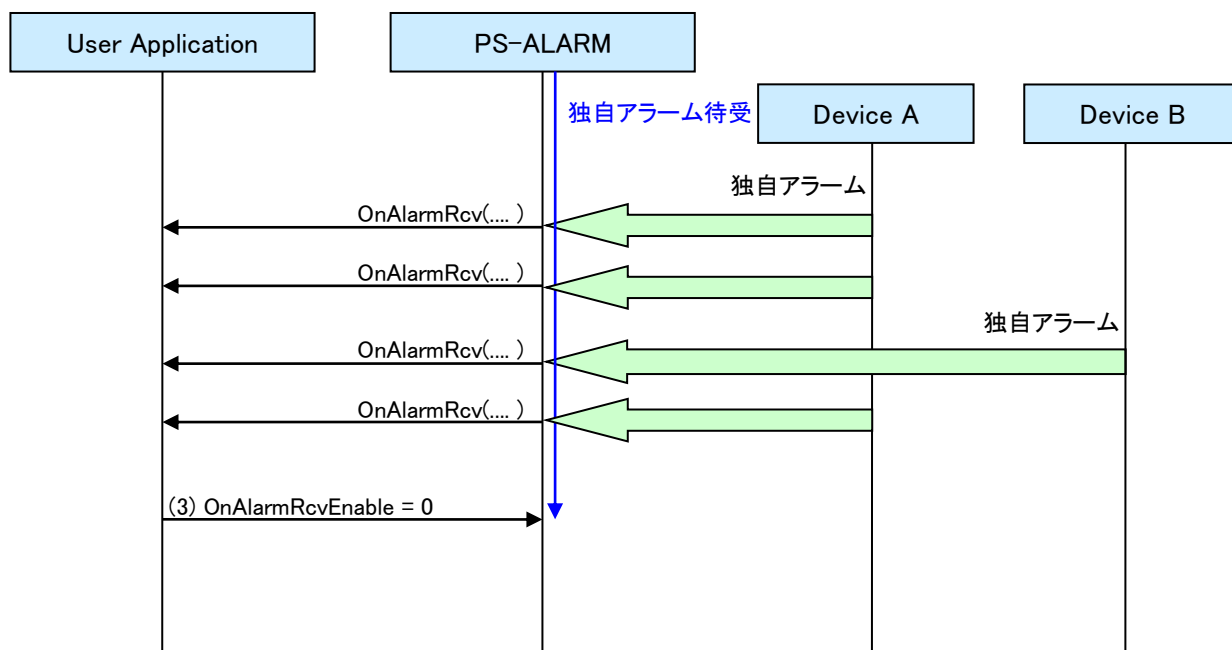 User Application
PS-ALARM
独自アラーム待受
Device A
Device B
独自アラーム
OnAlarmRcv(.... )
OnAlarmRcv(.... )
独自アラーム
OnAlarmRcv(.... )
OnAlarmRcv(.... )
(3) OnAlarmRcvEnable = 0